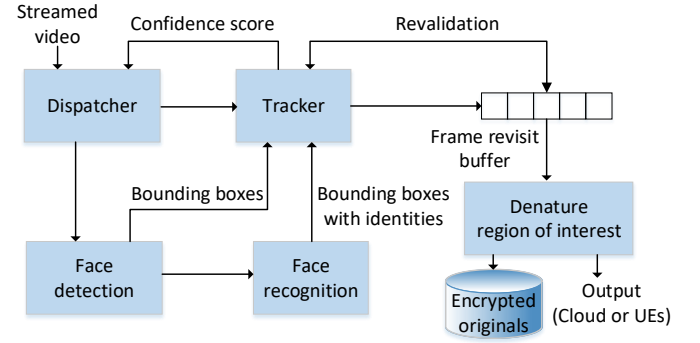 Streamed
video
Confidence score
Revalidation
Dispatcher
Tracker
Frame revisit
buffer
Bounding boxes
Bounding boxes
with identities
Denature
region of interest
Face
detection
Face
recognition
Encrypted
originals
Output
(Cloud or UEs)